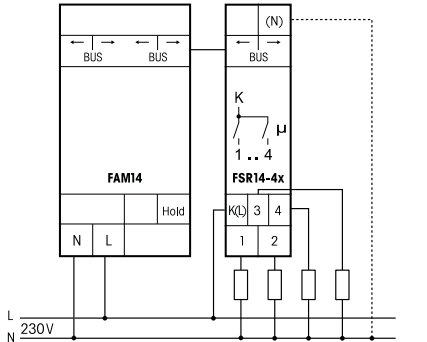 (N)
BUS BUS BUS
K
µ
1 .. 4
FAM14 FSR14-4x
Hold K(L) 3 4
N L 1 2
L
230V
N